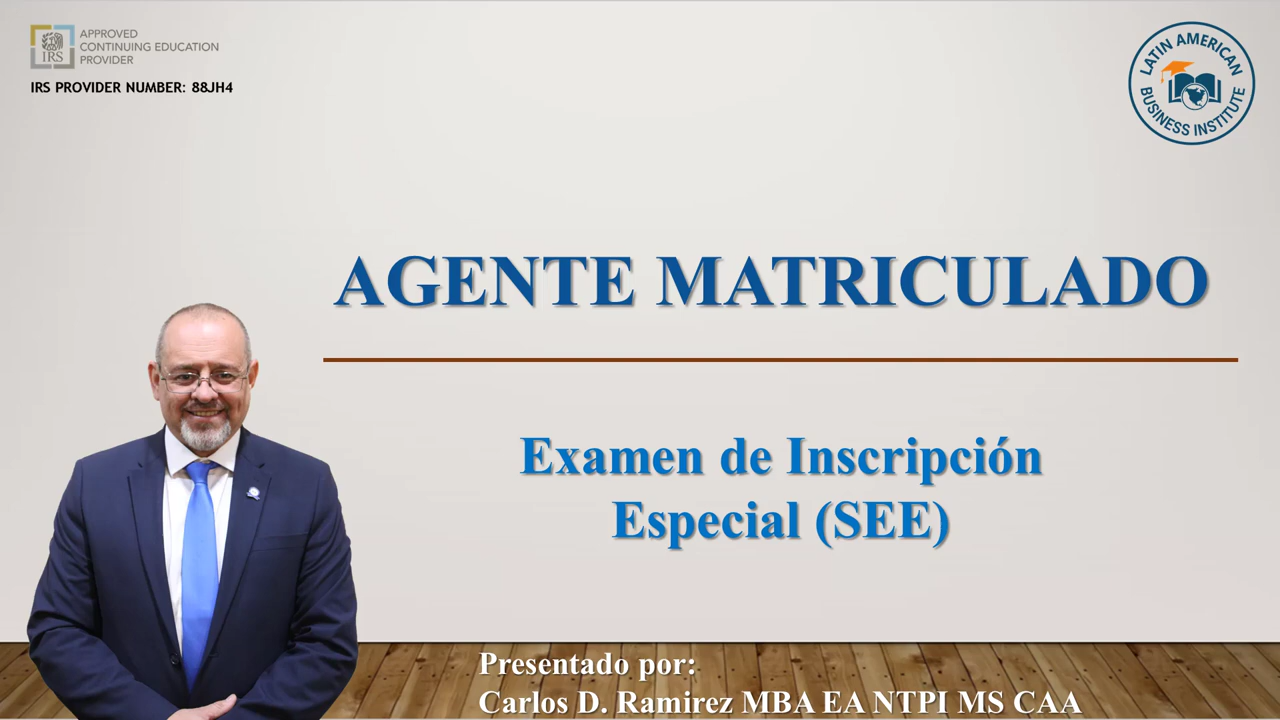 APPROVED
CONTINUING EDUCATION
PROVIDER
IRS
IRS PROVIDER NUMBER: 88JH4
LATIN AMERICAN
BUSINESS INSTITUTE
AGENTE MATRICULADO
Examen de Inscripción
Especial (SEE)
Presentado por:
Carlos D. Ramirez MBA EA NTPI MS CAA